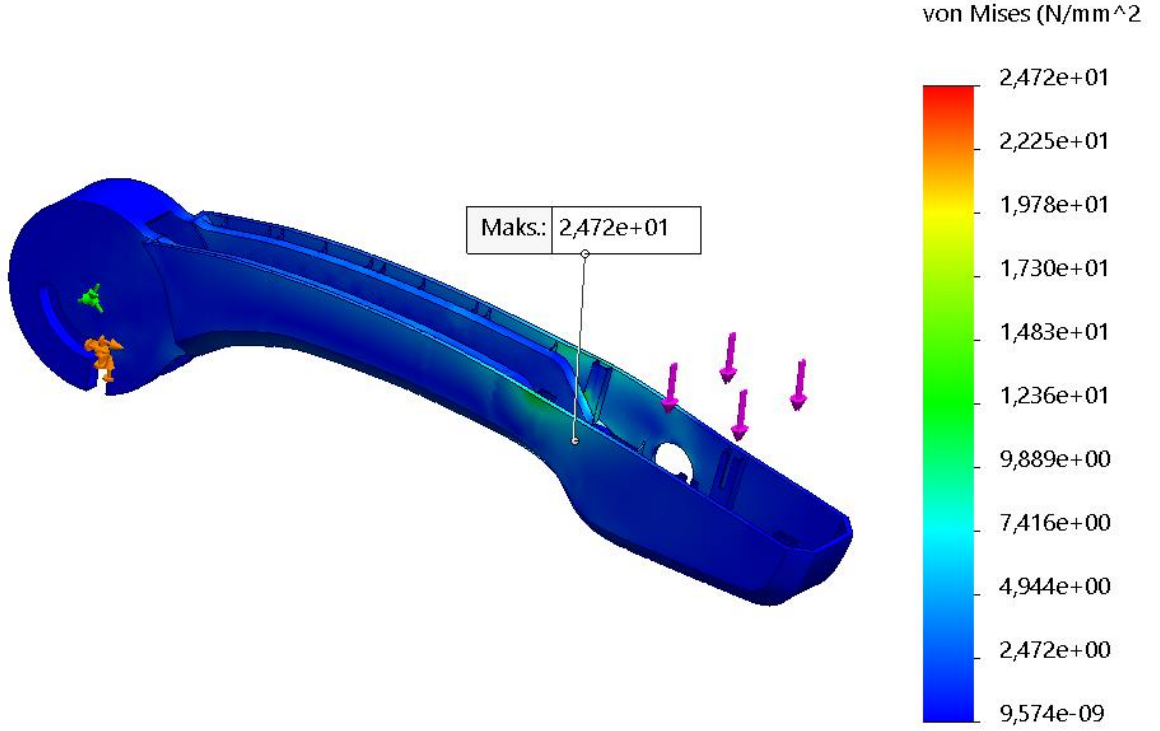 von Mises (N/mm^2
2,472e+01
2,225e+01
1,978e+01
1,730e+01
1,483e+01
1,236e+01
9,889e+00
7,416e+00
4,944e+00
2,472e+00
9,574e-09
Maks.: 2,472e+01